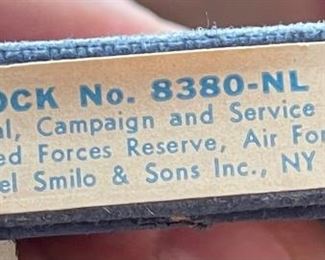 OCK No. 8380-NL
al, Campaign and Service
ed Forces Reserve, Air For
el Smilo & Sons Inc., NY